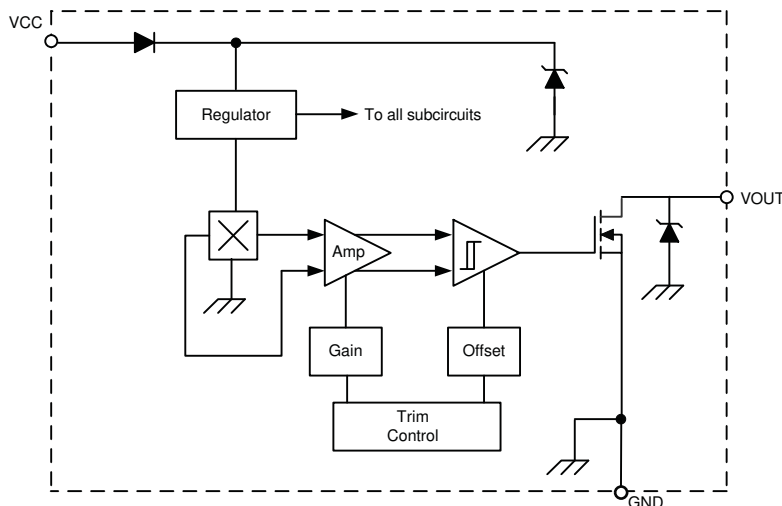 VCC
Regulator
To all subcircuits
VOUT
Amp
Gain
Offset
Trim
Control
GND